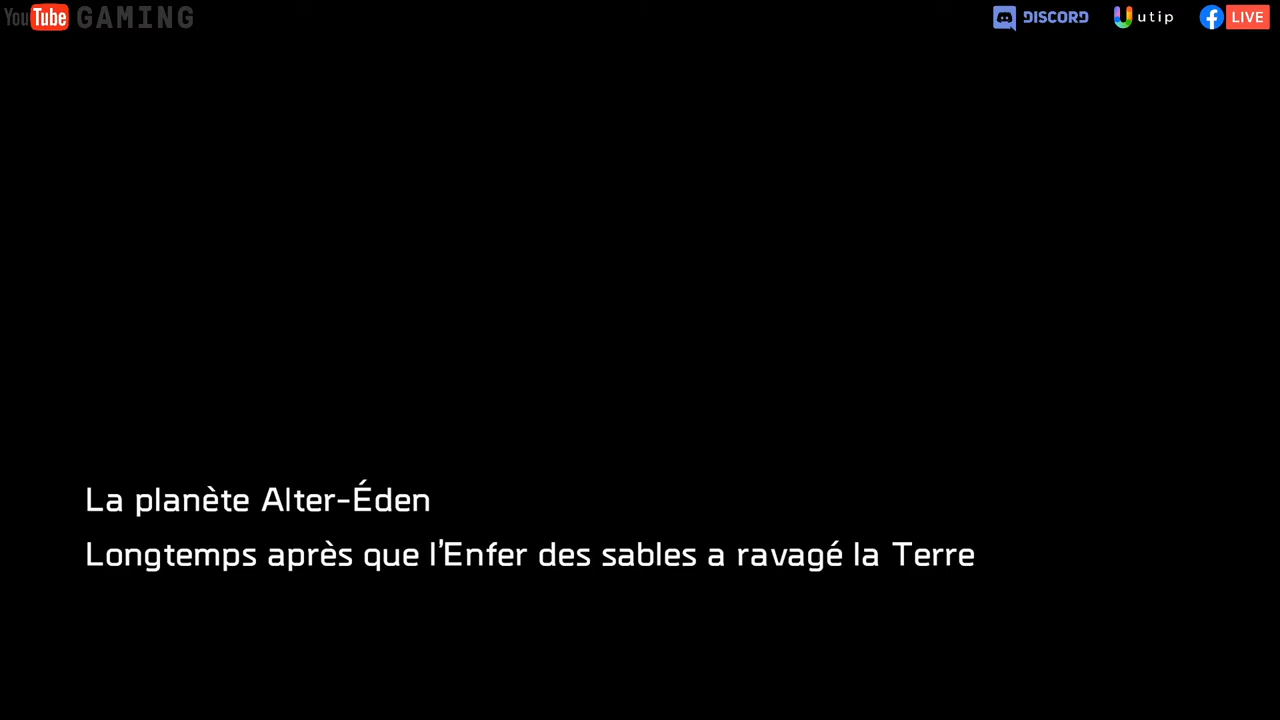 YouTube GAMING
DISCORD
U utip
f LIVE
La planète Alter-Éden
Longtemps après que l'Enfer des sables a ravagé la Terre